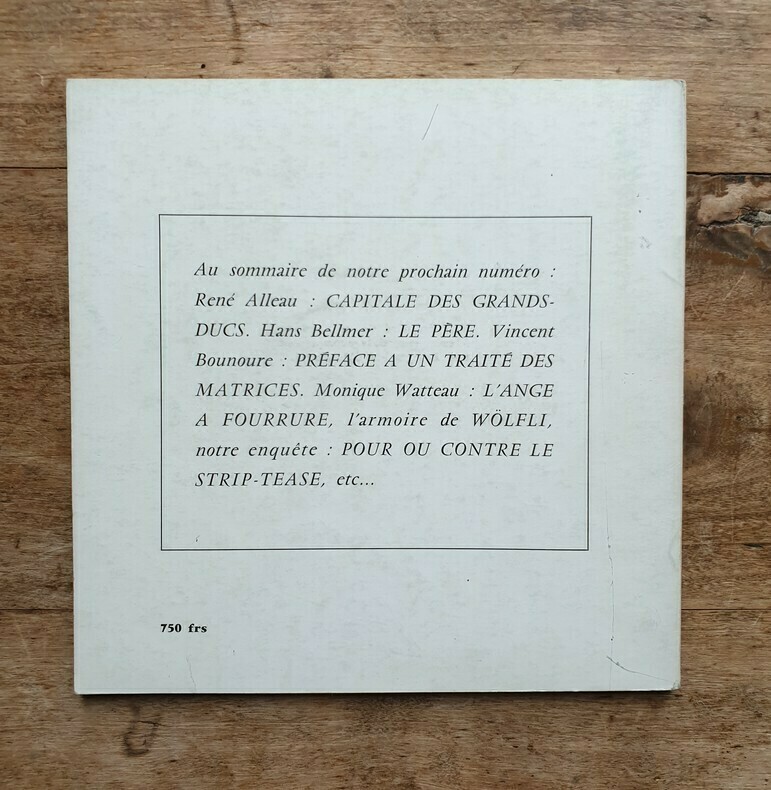 Au sommaire de notre prochain numéro :
René Alleau : CAPITALE DES GRANDS-
DUCS. Hans Bellmer : LE PÈRE. Vincent
Bounoure : PRÉFACE A UN TRAITÉ DES
MATRICES. Monique Watteau : L'ANGE
A FOURRURE, l'armoire de WÖLFLI,
notre enquête : POUR OU CONTRE LE
STRIP-TEASE, etc...
750 frs